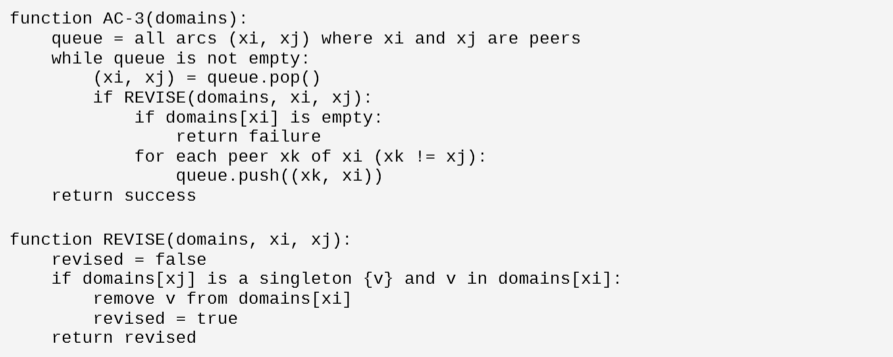 function AC-3(domains):
    queue = all arcs (xi, xj) where xi and xj are peers
    while queue is not empty:
        (xi, xj) = queue.pop()
        if REVISE(domains, xi, xj):
            if domains[xi] is empty:
                return failure
            for each peer xk of xi (xk != xj):
                queue.push((xk, xi))
    return success

function REVISE(domains, xi, xj):
    revised = false
    if domains[xj] is a singleton {v} and v in domains[xi]:
        remove v from domains[xi]
        revised = true
    return revised